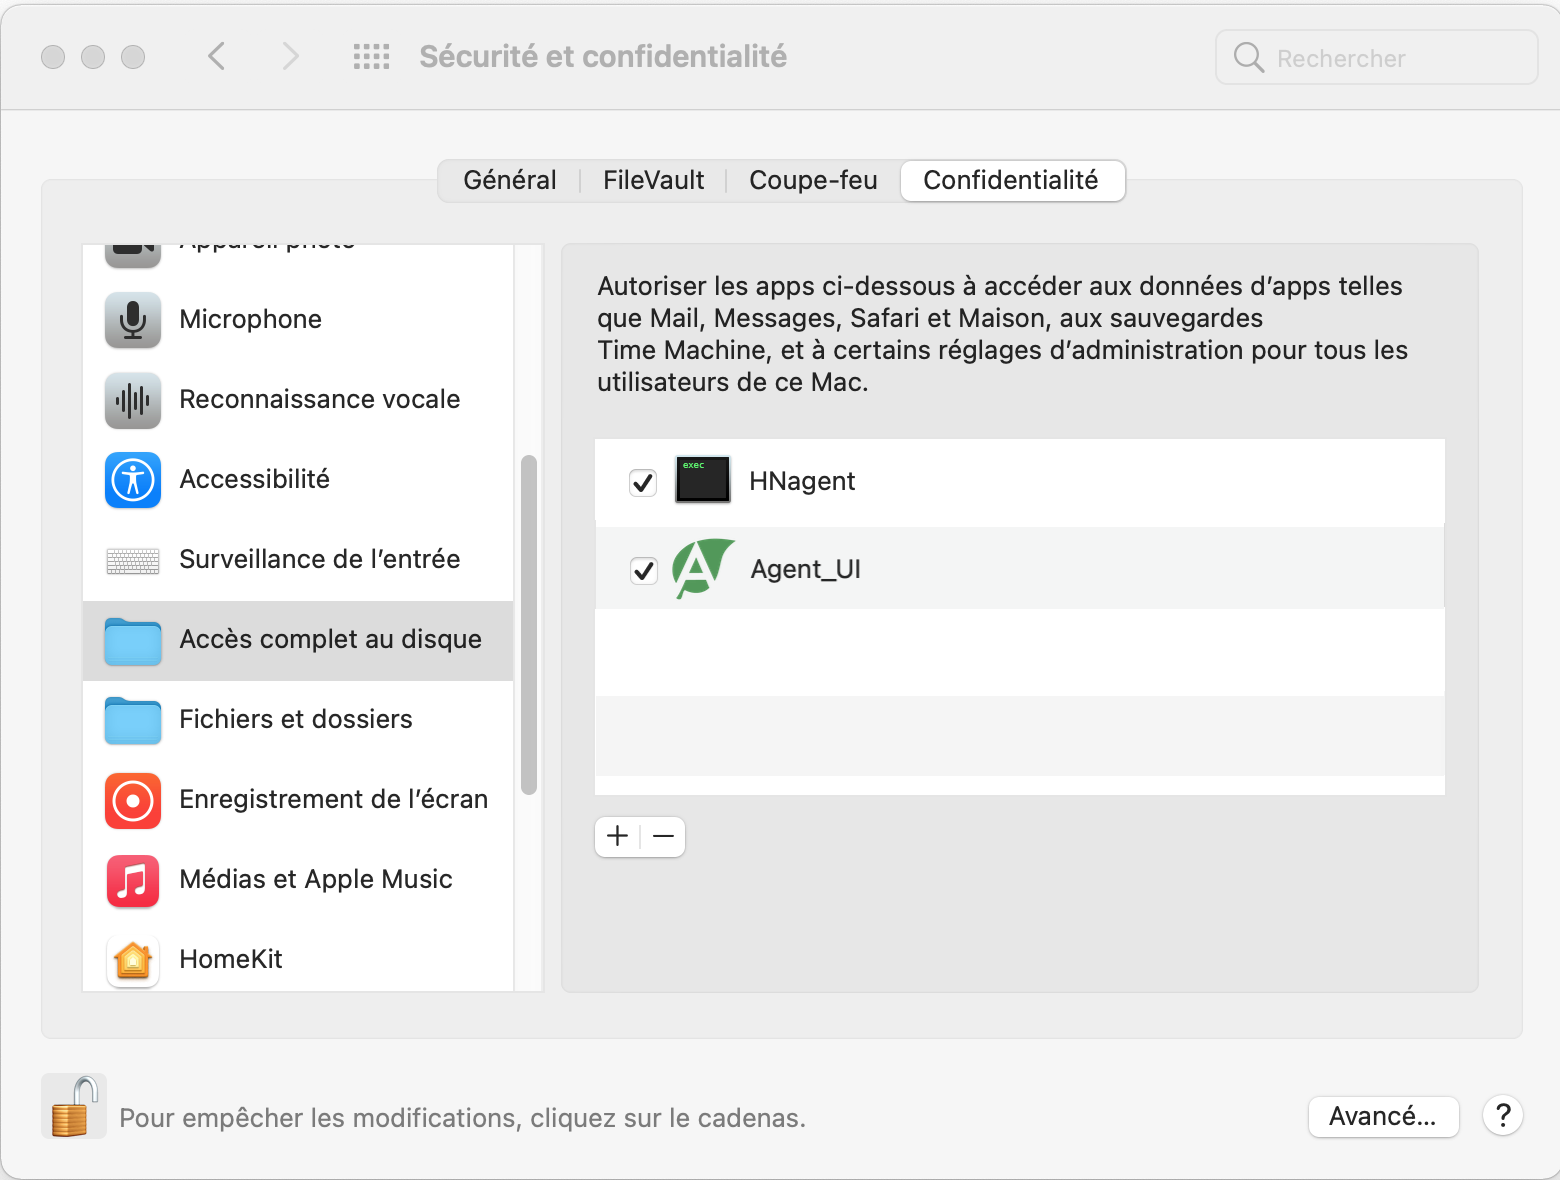 Sécurité et confidentialité
Rechercher
Général
FileVault
Coupe-feu
Confidentialité
Appareil photo
Microphone
Reconnaissance vocale
Accessibilité
Surveillance de l’entrée
Accès complet au disque
Fichiers et dossiers
Enregistrement de l’écran
Médias et Apple Music
HomeKit
Autoriser les apps ci-dessous à accéder aux données d’apps telles
que Mail, Messages, Safari et Maison, aux sauvegardes
Time Machine, et à certains réglages d’administration pour tous les
utilisateurs de ce Mac.
exec
HNagent
Agent_UI
Pour empêcher les modifications, cliquez sur le cadenas.
Avancé...
?